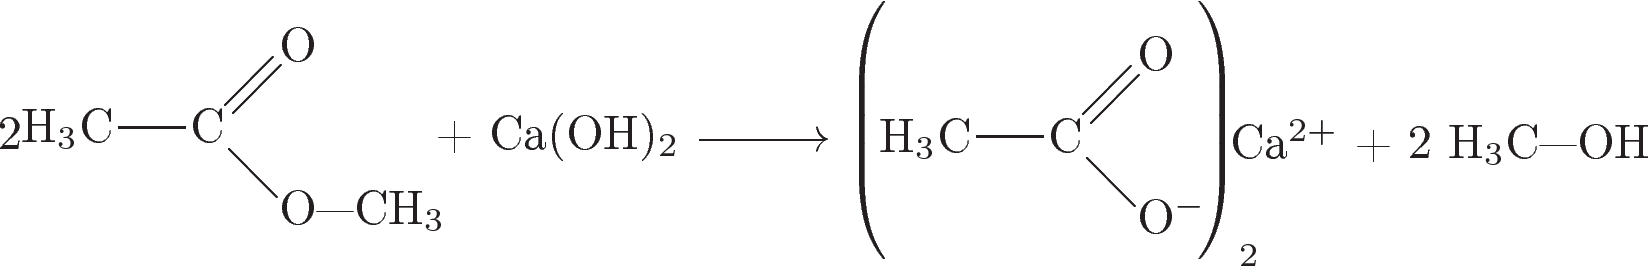 O O
2H₃C—C + Ca(OH)₂ ⟶ ( H₃C—C )₂ Ca²⁺ + 2 H₃C—OH
O—CH₃ O⁻